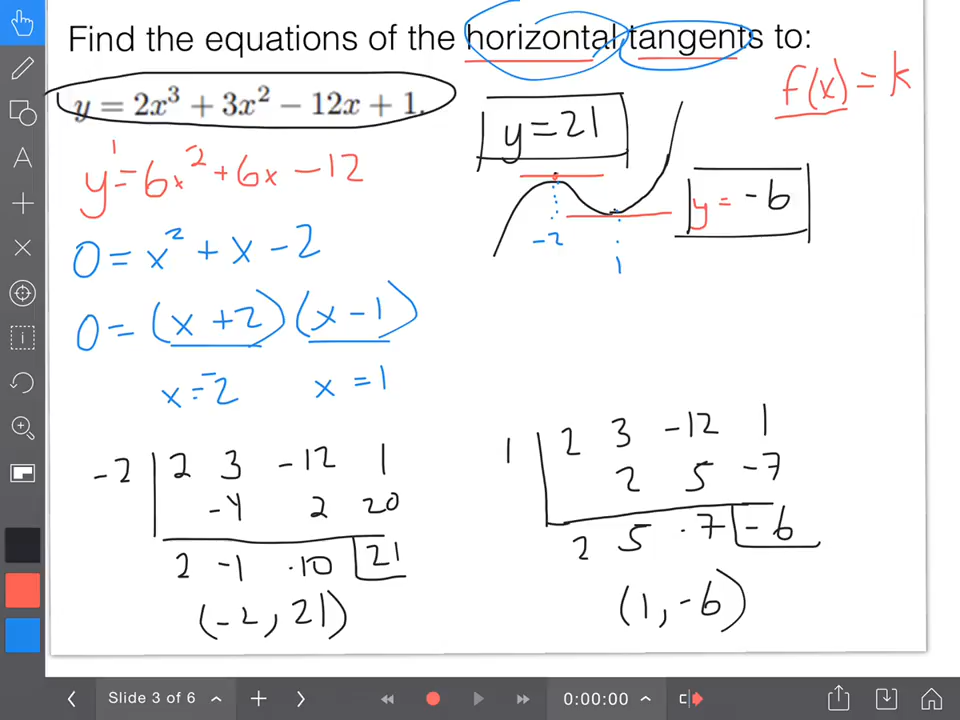 Find the equations of the horizontal tangents to:
f(x) = k
y = 2x³ + 3x² − 12x + 1.
y = 21
y' = 6x² + 6x − 12
y = -6
-2
1
0 = x² + x − 2
0 = (x + 2)(x − 1)
x = -2 x = 1
-2 2 3 -12 1
-4 2 20
2 -1 -10 21
(-2, 21)
1 2 3 -12 1
2 5 -7
2 5 -7 -6
(1, -6)
Slide 3 of 6
0:00:00